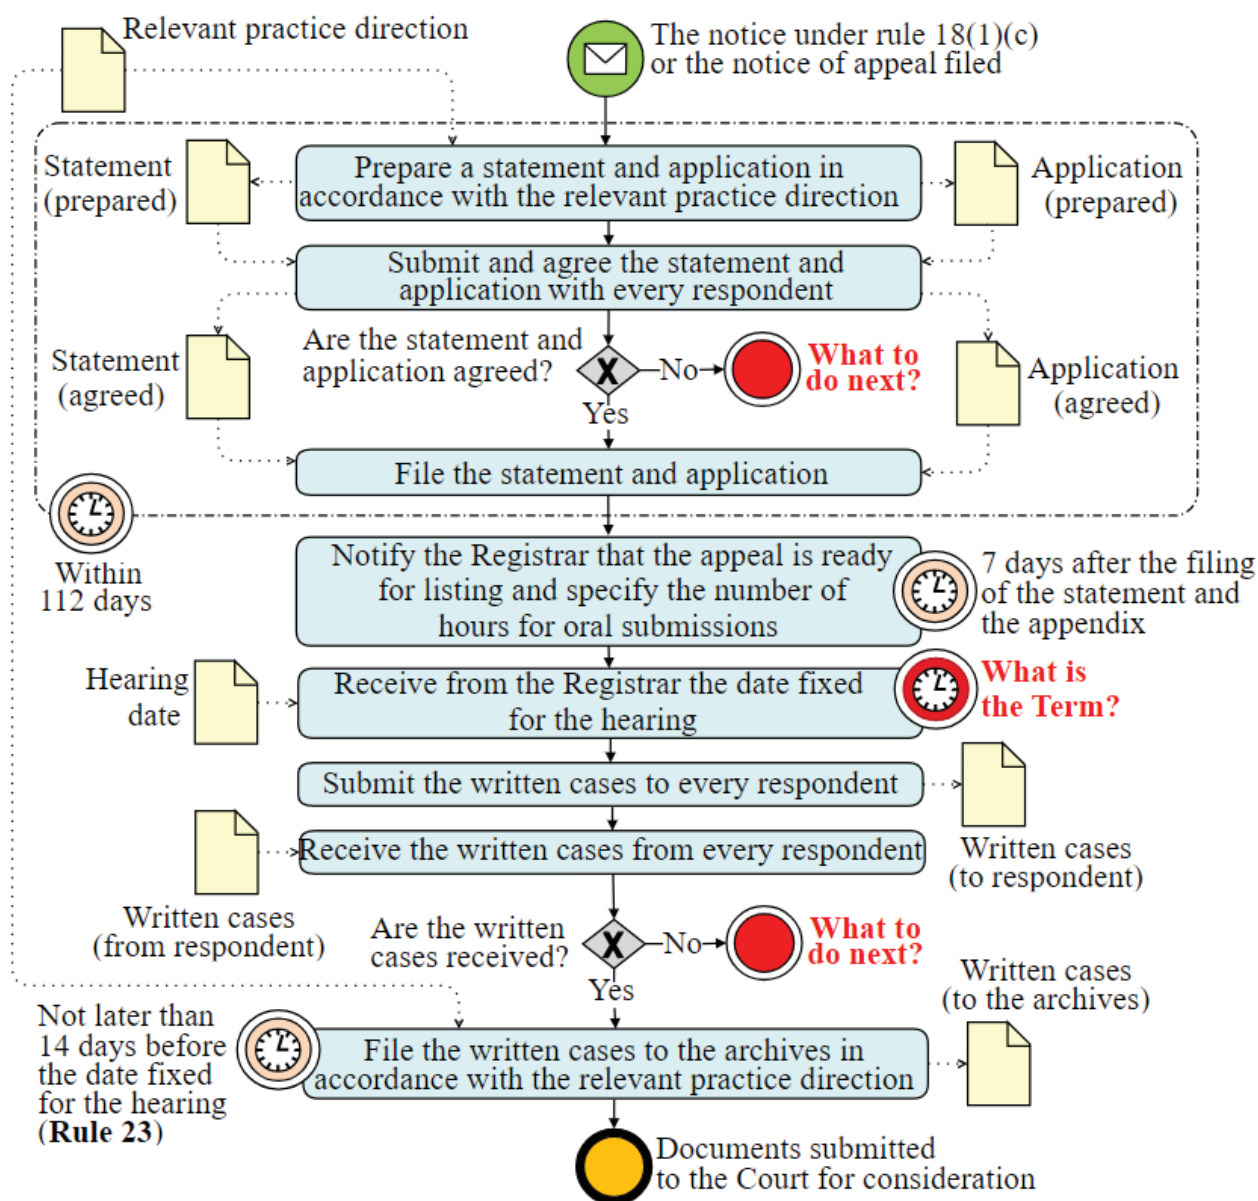 Relevant practice direction
The notice under rule 18(1)(c)
or the notice of appeal filed
Statement
(prepared)
Prepare a statement and application in
accordance with the relevant practice direction
Application
(prepared)
Submit and agree the statement and
application with every respondent
Statement
(agreed)
Are the statement and
application agreed?
X
No
What to
do next?
Application
(agreed)
Yes
File the statement and application
Within
112 days
Notify the Registrar that the appeal is ready
for listing and specify the number of
hours for oral submissions
7 days after the filing
of the statement and
the appendix
Hearing
date
Receive from the Registrar the date fixed
for the hearing
What is
the Term?
Submit the written cases to every respondent
Written cases
(to respondent)
Receive the written cases from every respondent
Written cases
(from respondent)
Are the written
cases received?
X
No
What to
do next?
Yes
Written cases
(to the archives)
Not later than
14 days before
the date fixed
for the hearing
(Rule 23)
File the written cases to the archives in
accordance with the relevant practice direction
Documents submitted
to the Court for consideration